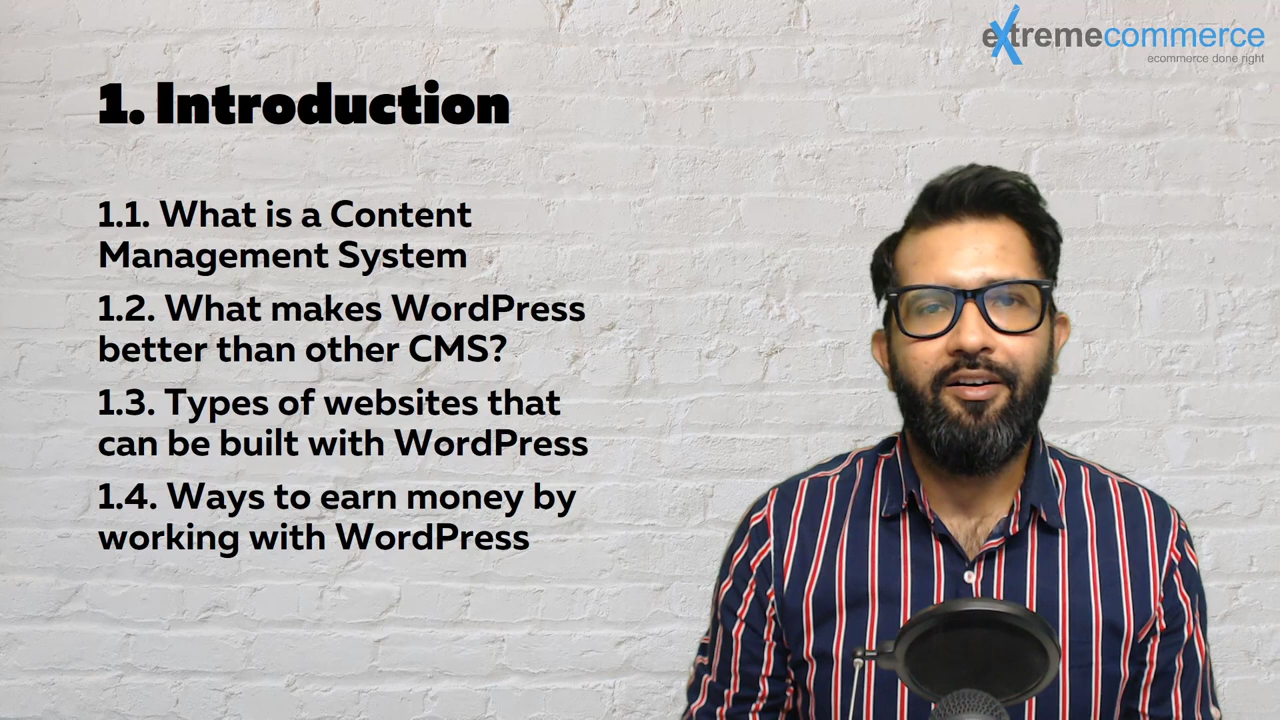 extremecommerce
ecommerce done right
1. Introduction
1.1. What is a Content
Management System
1.2. What makes WordPress
better than other CMS?
1.3. Types of websites that
can be built with WordPress
1.4. Ways to earn money by
working with WordPress